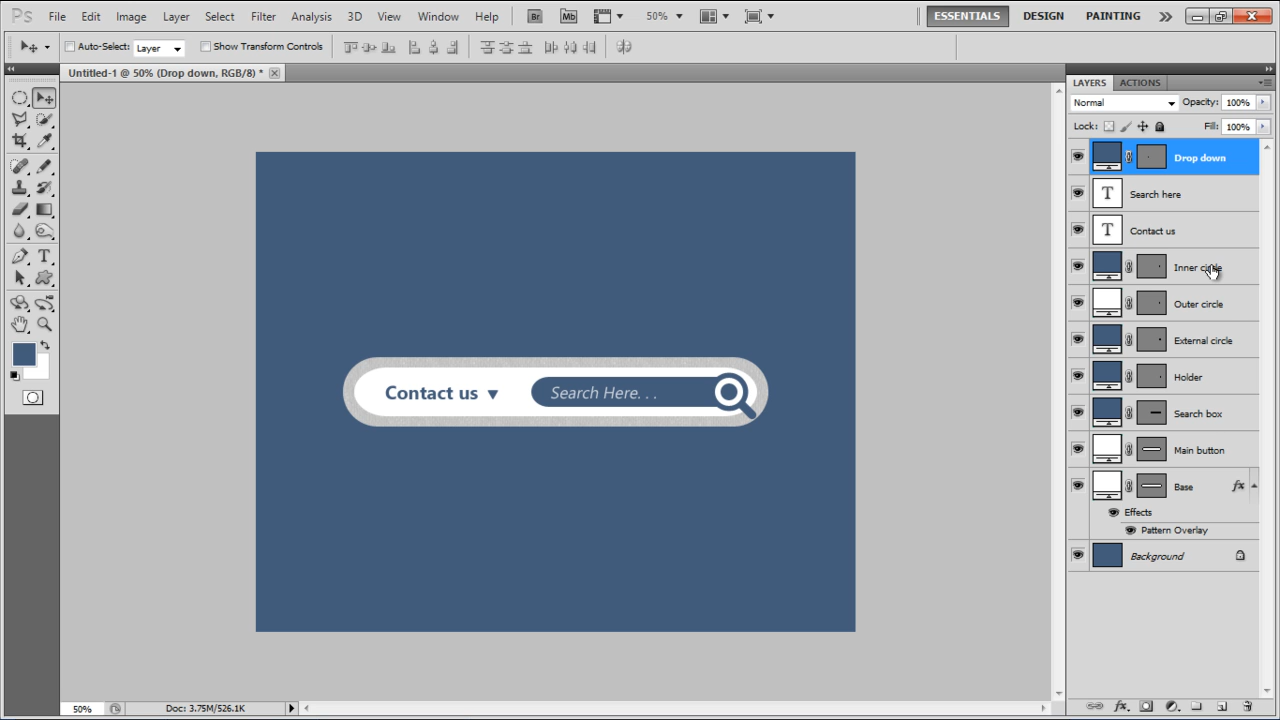 Ps File Edit Image Layer Select Filter Analysis 3D View Window Help Br Mb 50% ESSENTIALS DESIGN PAINTING
Auto-Select: Layer Show Transform Controls
Untitled-1 @ 50% (Drop down, RGB/8) *
LAYERS ACTIONS
Normal Opacity: 100%
Lock: Fill: 100%
Drop down
T Search here
T Contact us
Inner circle
Outer circle
External circle
Holder
Search box
Main button
Base fx
Effects
Pattern Overlay
Background
Contact us Search Here. . .
50% Doc: 3.75M/526.1K